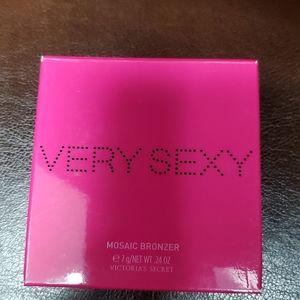 VERY SEXY
MOSAIC BRONZER
℮ 7 g/NET WT .24 OZ
VICTORIA'S SECRET